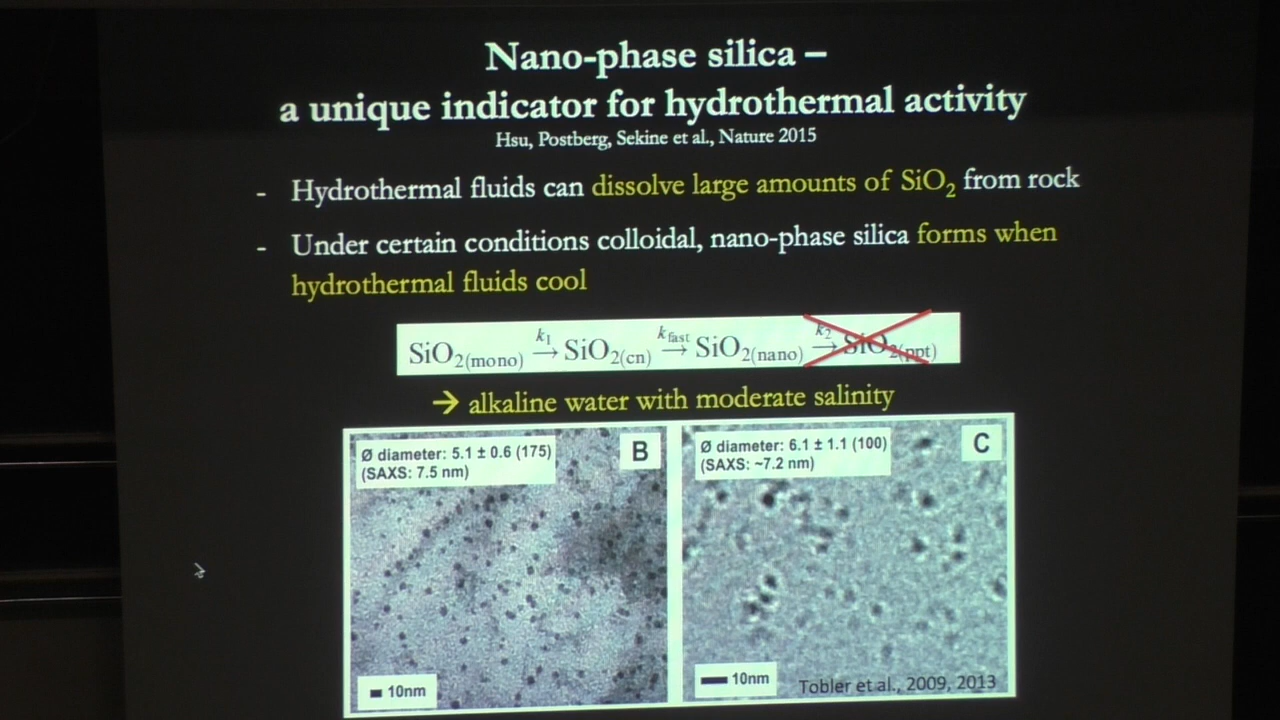 Nano-phase silica –
a unique indicator for hydrothermal activity
Hsu, Postberg, Sekine et al., Nature 2015
- Hydrothermal fluids can dissolve large amounts of SiO₂ from rock
- Under certain conditions colloidal, nano-phase silica forms when
hydrothermal fluids cool
SiO₂(mono) k₁→ SiO₂(cn) k_fast→ SiO₂(nano) k₂→ SiO₂(ppt)
→ alkaline water with moderate salinity
Ø diameter: 5.1 ± 0.6 (175)
(SAXS: 7.5 nm)
B
10nm
Ø diameter: 6.1 ± 1.1 (100)
(SAXS: ~7.2 nm)
C
10nm
Tobler et al., 2009, 2013